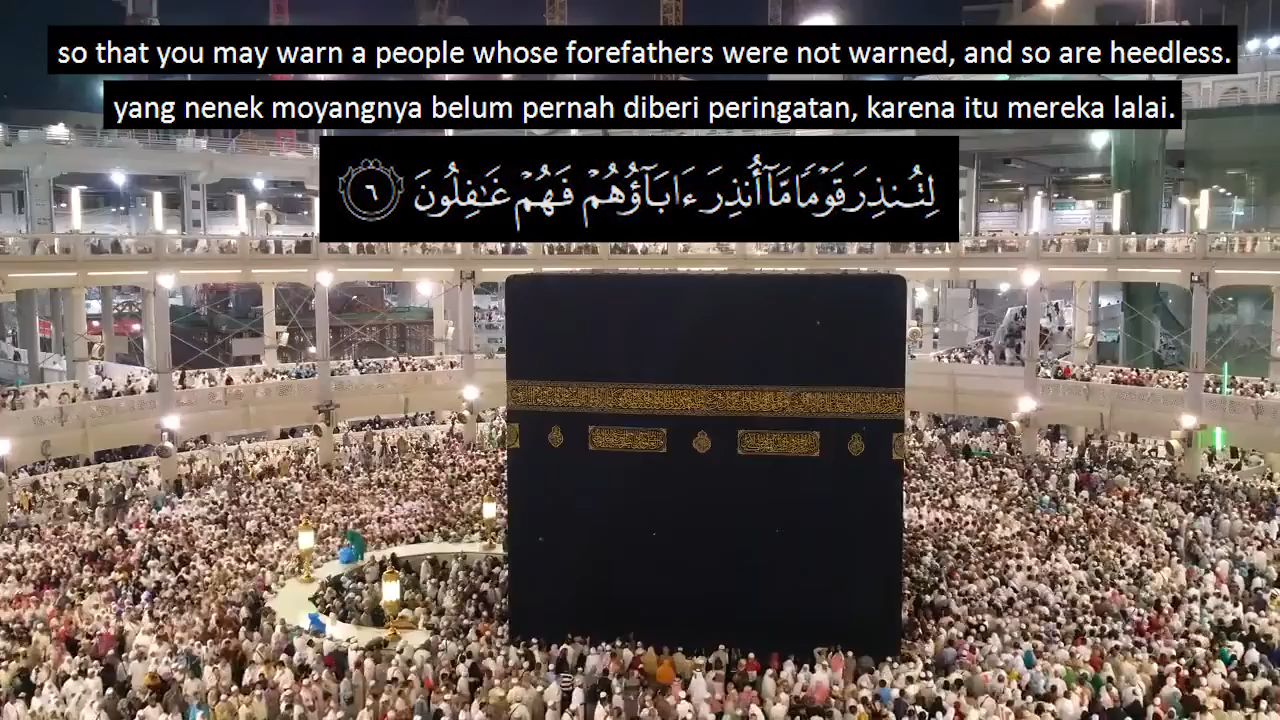 so that you may warn a people whose forefathers were not warned, and so are heedless.
yang nenek moyangnya belum pernah diberi peringatan, karena itu mereka lalai.
لِتُنذِرَ قَوْمًا مَّآ أُنذِرَ ءَابَآؤُهُمْ فَهُمْ غَـٰفِلُونَ ٦